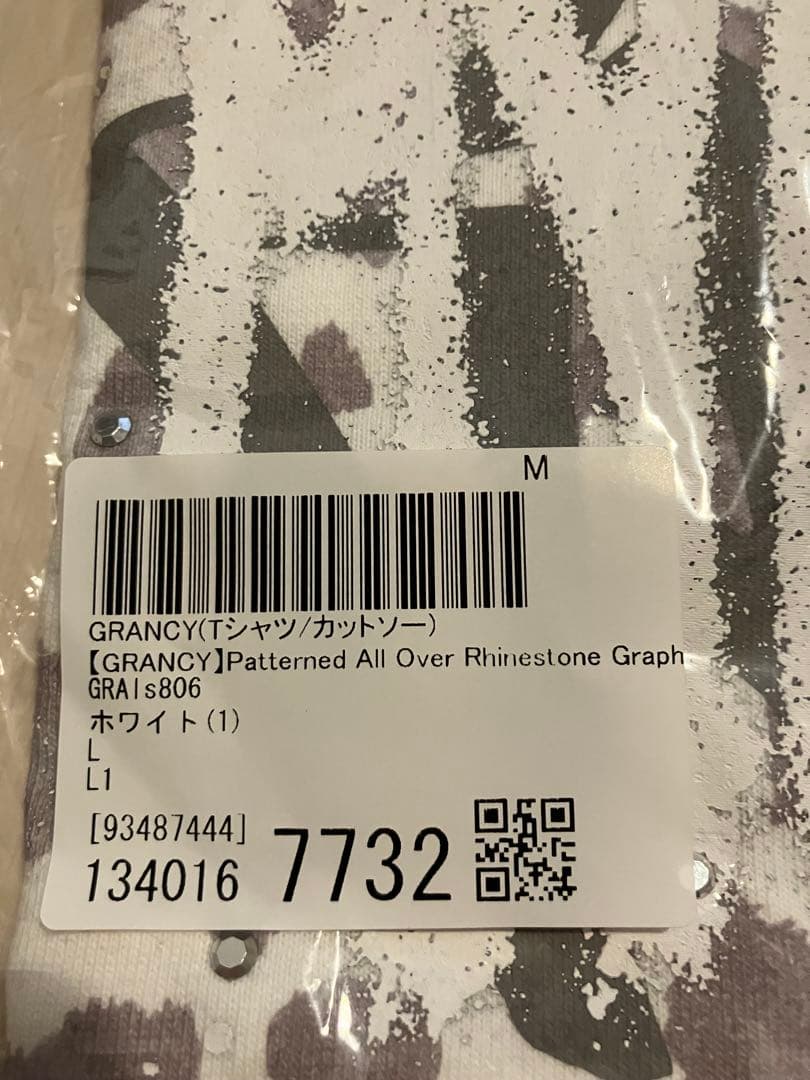 M
GRANCY(Tシャツ/カットソー)
【GRANCY】Patterned All Over Rhinestone Graph
GRAls806
ホワイト(1)
L
L1
[93487444]
134016 7732